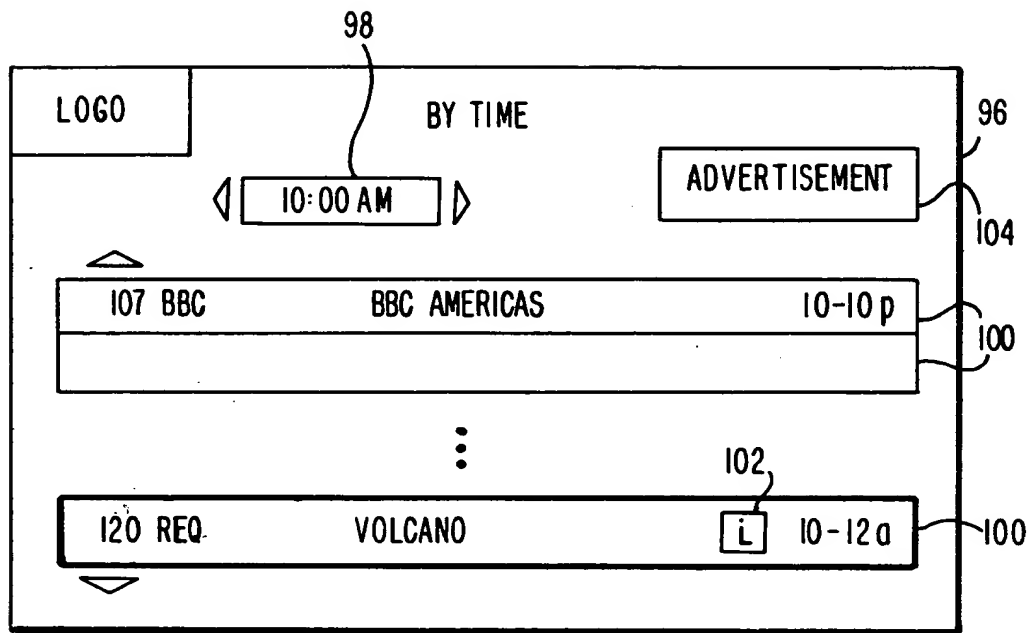 98
LOGO
BY TIME
96
ADVERTISEMENT
10:00 AM
104
107 BBC BBC AMERICAS 10-10 p
100
102
120 REQ. VOLCANO i 10-12a
100